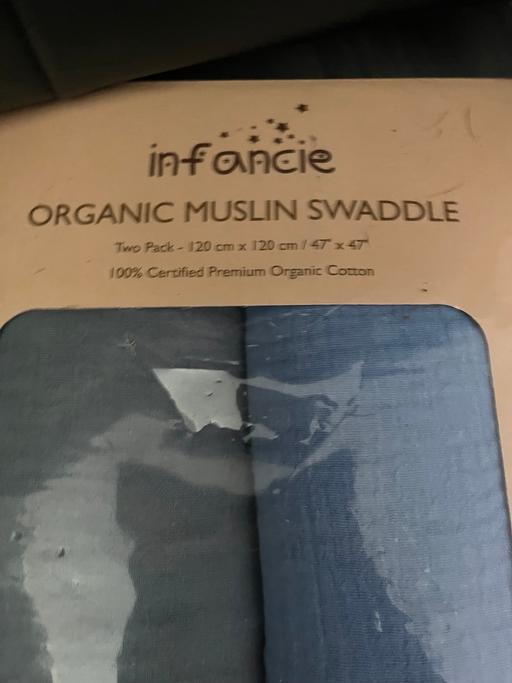 infancie
ORGANIC MUSLIN SWADDLE
Two Pack - 120 cm x 120 cm / 47" x 47"
100% Certified Premium Organic Cotton